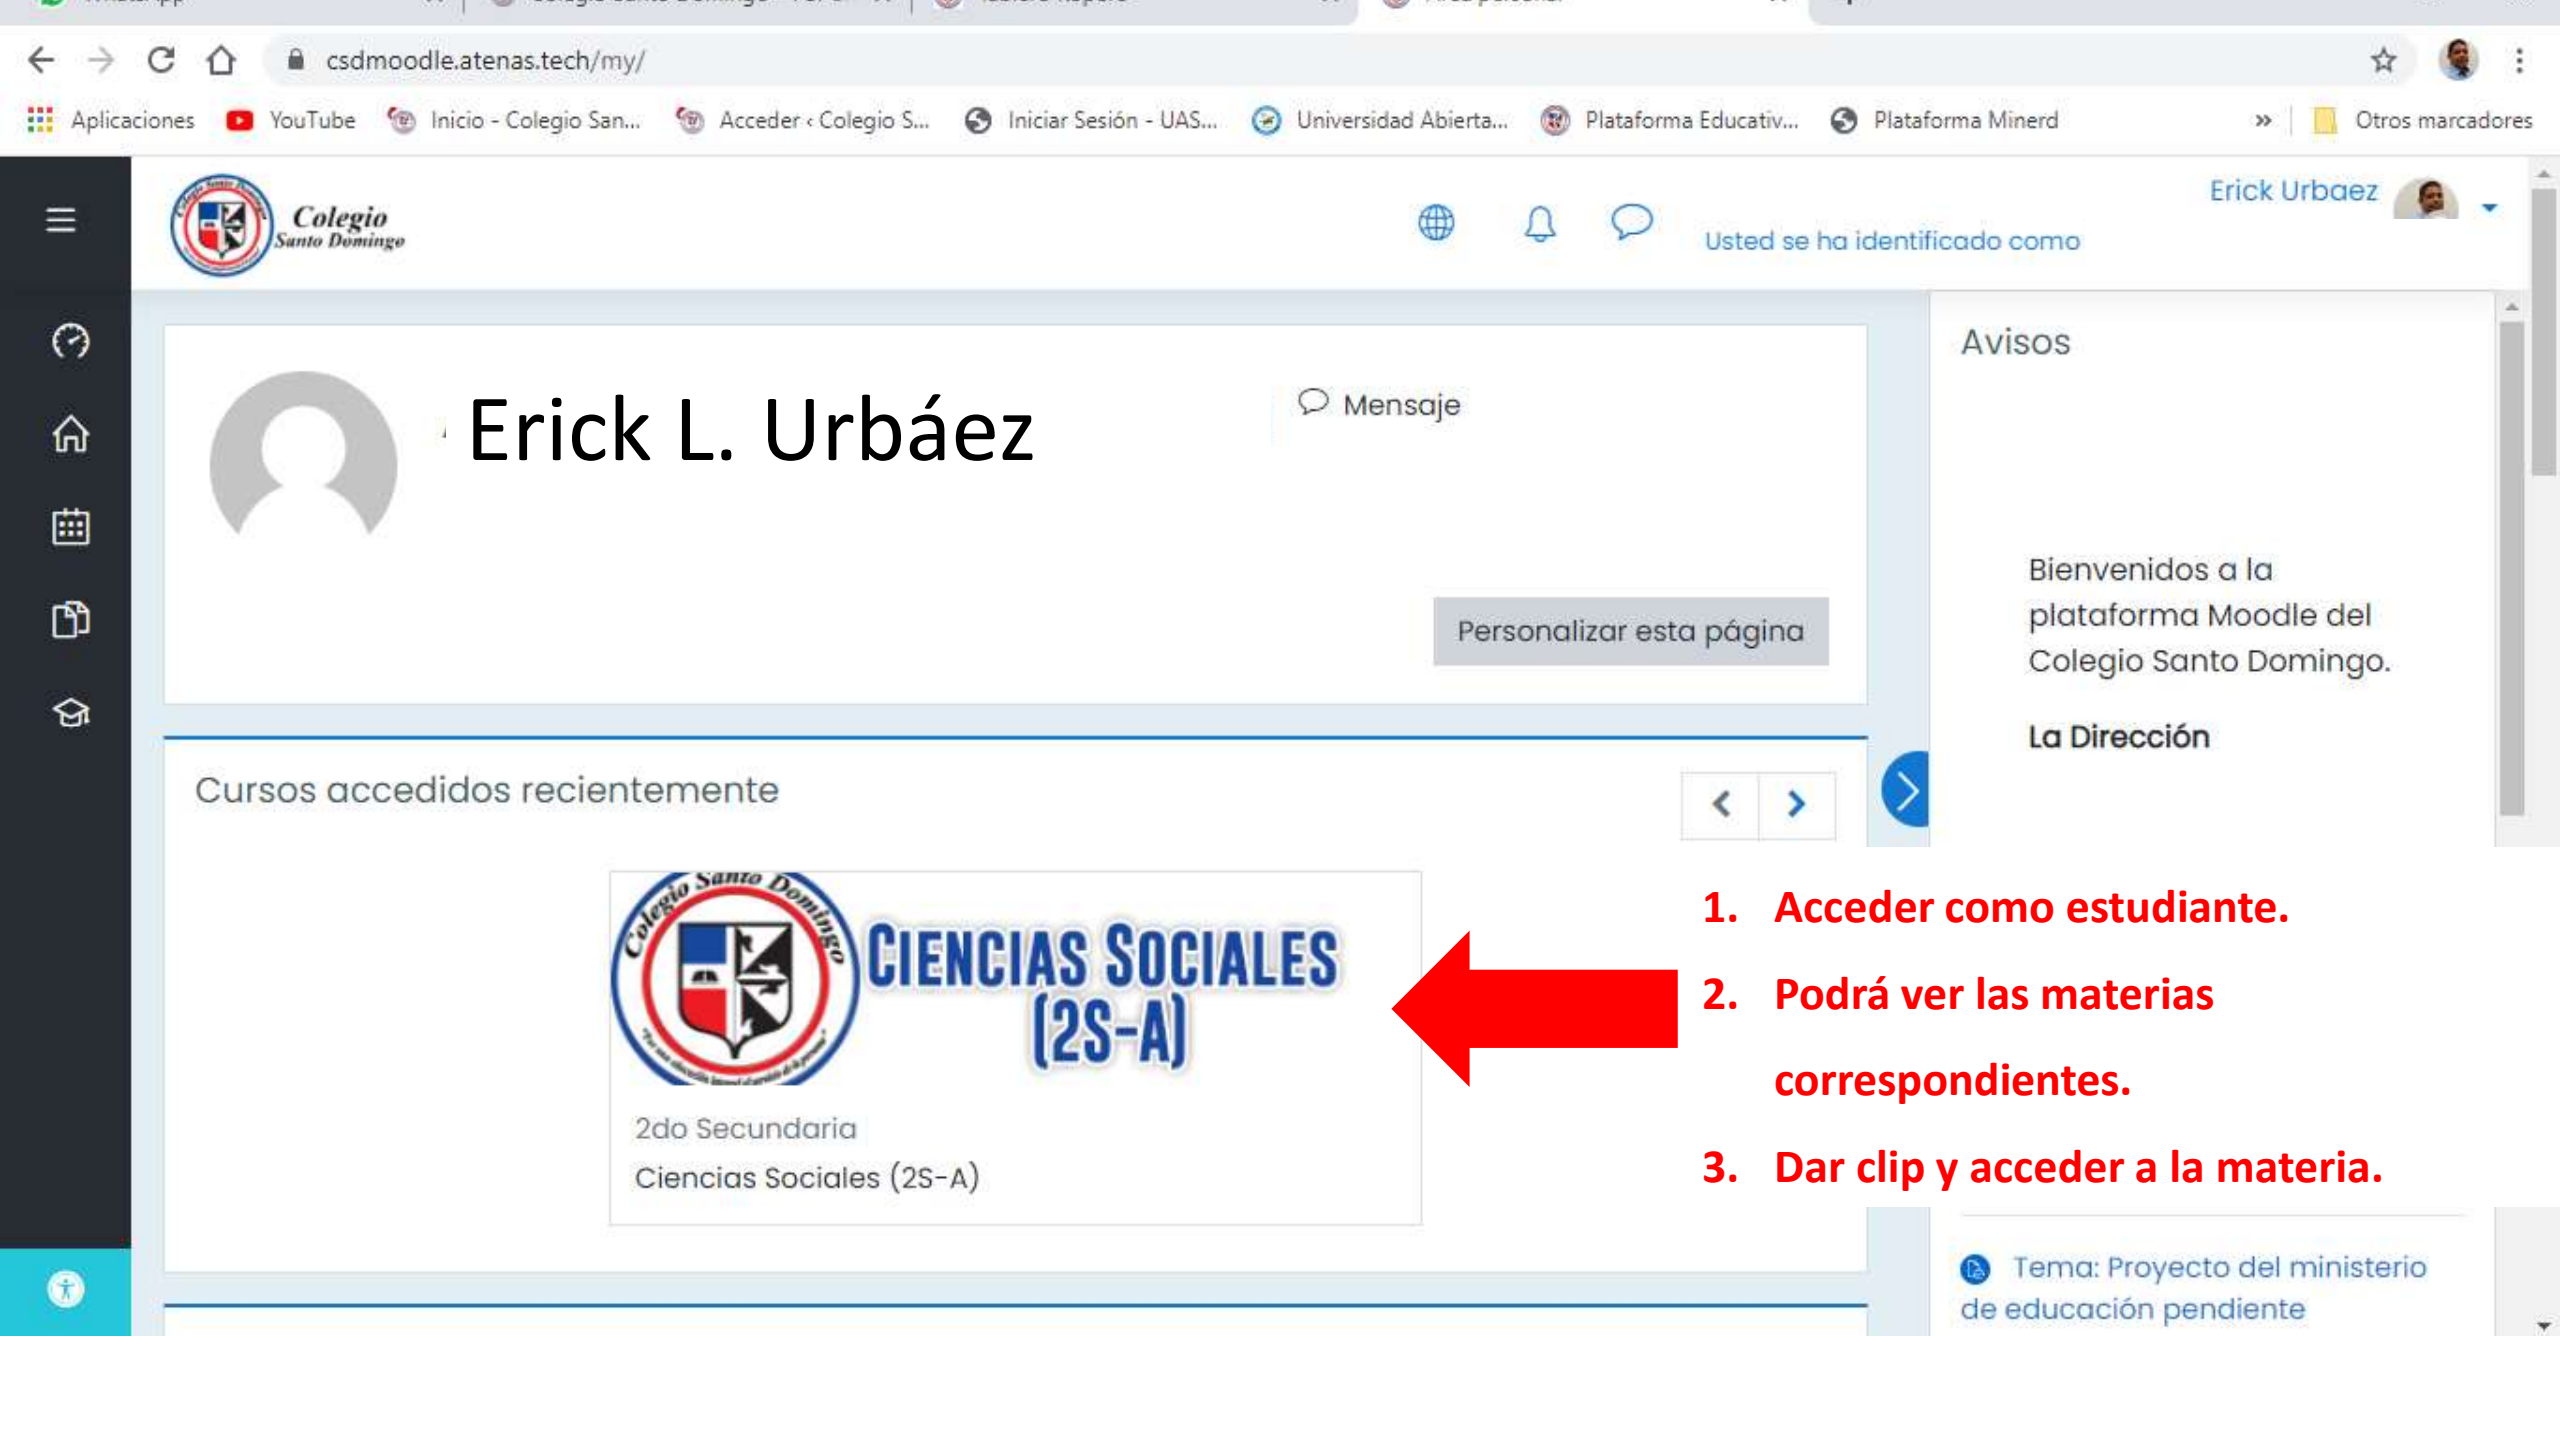 csdmoodle.atenas.tech/my/
Aplicaciones YouTube Inicio - Colegio San... Acceder ‹ Colegio S... Iniciar Sesión - UAS... Universidad Abierta... Plataforma Educativ... Plataforma Minerd » Otros marcadores
Colegio
Santo Domingo
Erick Urbaez
Usted se ha identificado como
Erick L. Urbáez
Mensaje
Personalizar esta página
Avisos
Bienvenidos a la
plataforma Moodle del
Colegio Santo Domingo.
La Dirección
Cursos accedidos recientemente
Colegio Santo Domingo
CIENCIAS SOCIALES
(2S-A)
2do Secundaria
Ciencias Sociales (2S-A)
1. Acceder como estudiante.
2. Podrá ver las materias
correspondientes.
3. Dar clip y acceder a la materia.
Tema: Proyecto del ministerio
de educación pendiente